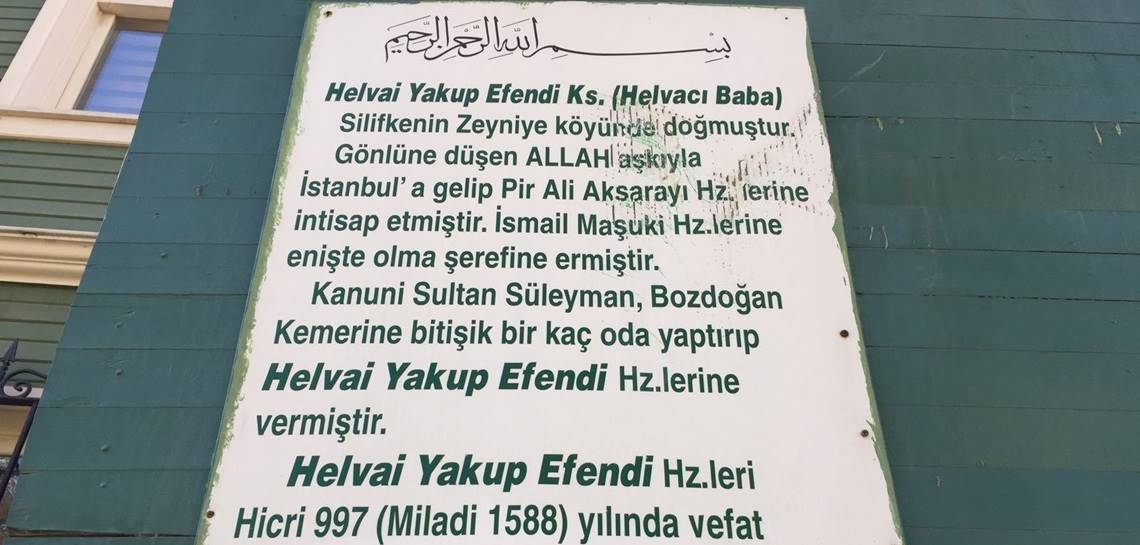 بسم الله الرحمن الرحيم
Helvai Yakup Efendi Ks. (Helvacı Baba)
Silifkenin Zeyniye köyünde doğmuştur.
Gönlüne düşen ALLAH aşkıyla
İstanbul'a gelip Pir Ali Aksarayı Hz. lerine
intisap etmiştir. İsmail Maşuki Hz.lerine
enişte olma şerefine ermiştir.
Kanuni Sultan Süleyman, Bozdoğan
Kemerine bitişik bir kaç oda yaptırıp
Helvai Yakup Efendi Hz.lerine
vermiştir.
Helvai Yakup Efendi Hz.leri
Hicri 997 (Miladi 1588) yılında vefat